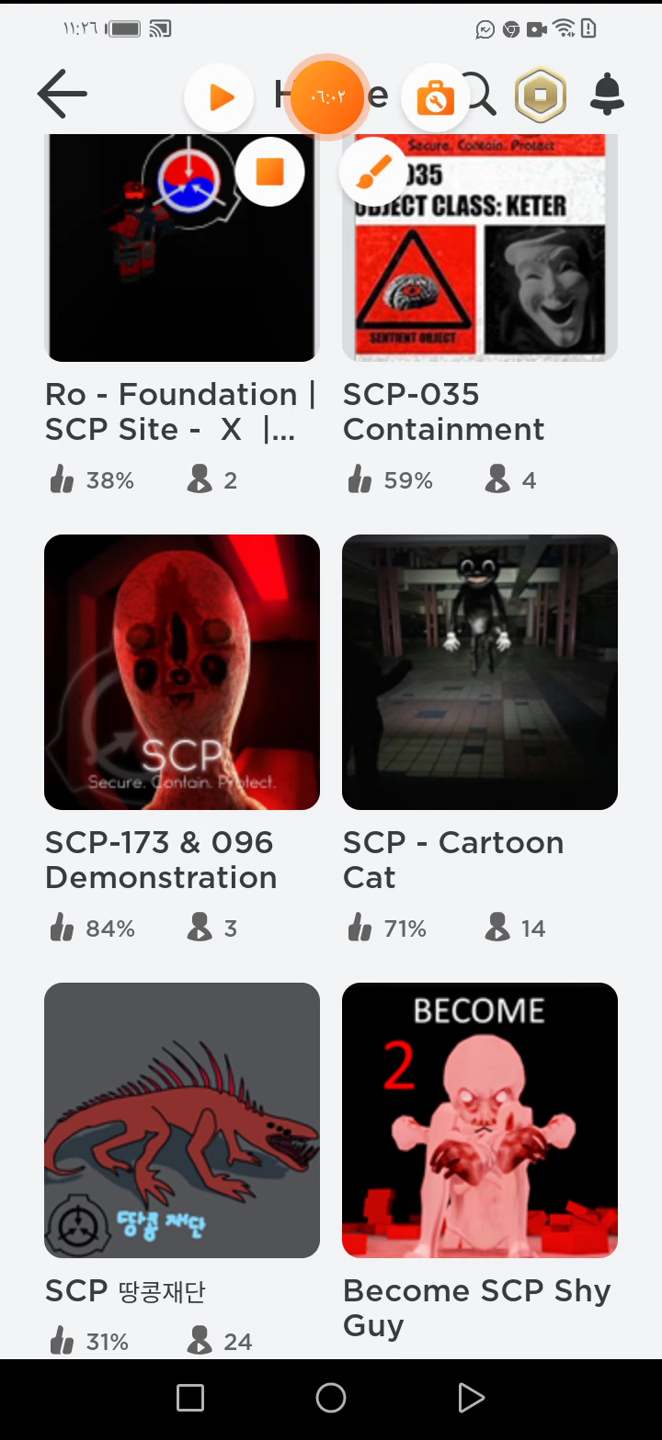 ١١:٢٦
٠٦:٠٢
Secure. Contain. Protect
035
OBJECT CLASS: KETER
SENTIENT OBJECT
Ro - Foundation |
SCP Site - X |...
38%
2
SCP-035
Containment
59%
4
SCP
Secure. Contain. Protect.
SCP-173 & 096
Demonstration
84%
3
SCP - Cartoon
Cat
71%
14
땅콩 재단
BECOME
2
SCP 땅콩재단
31%
24
Become SCP Shy
Guy